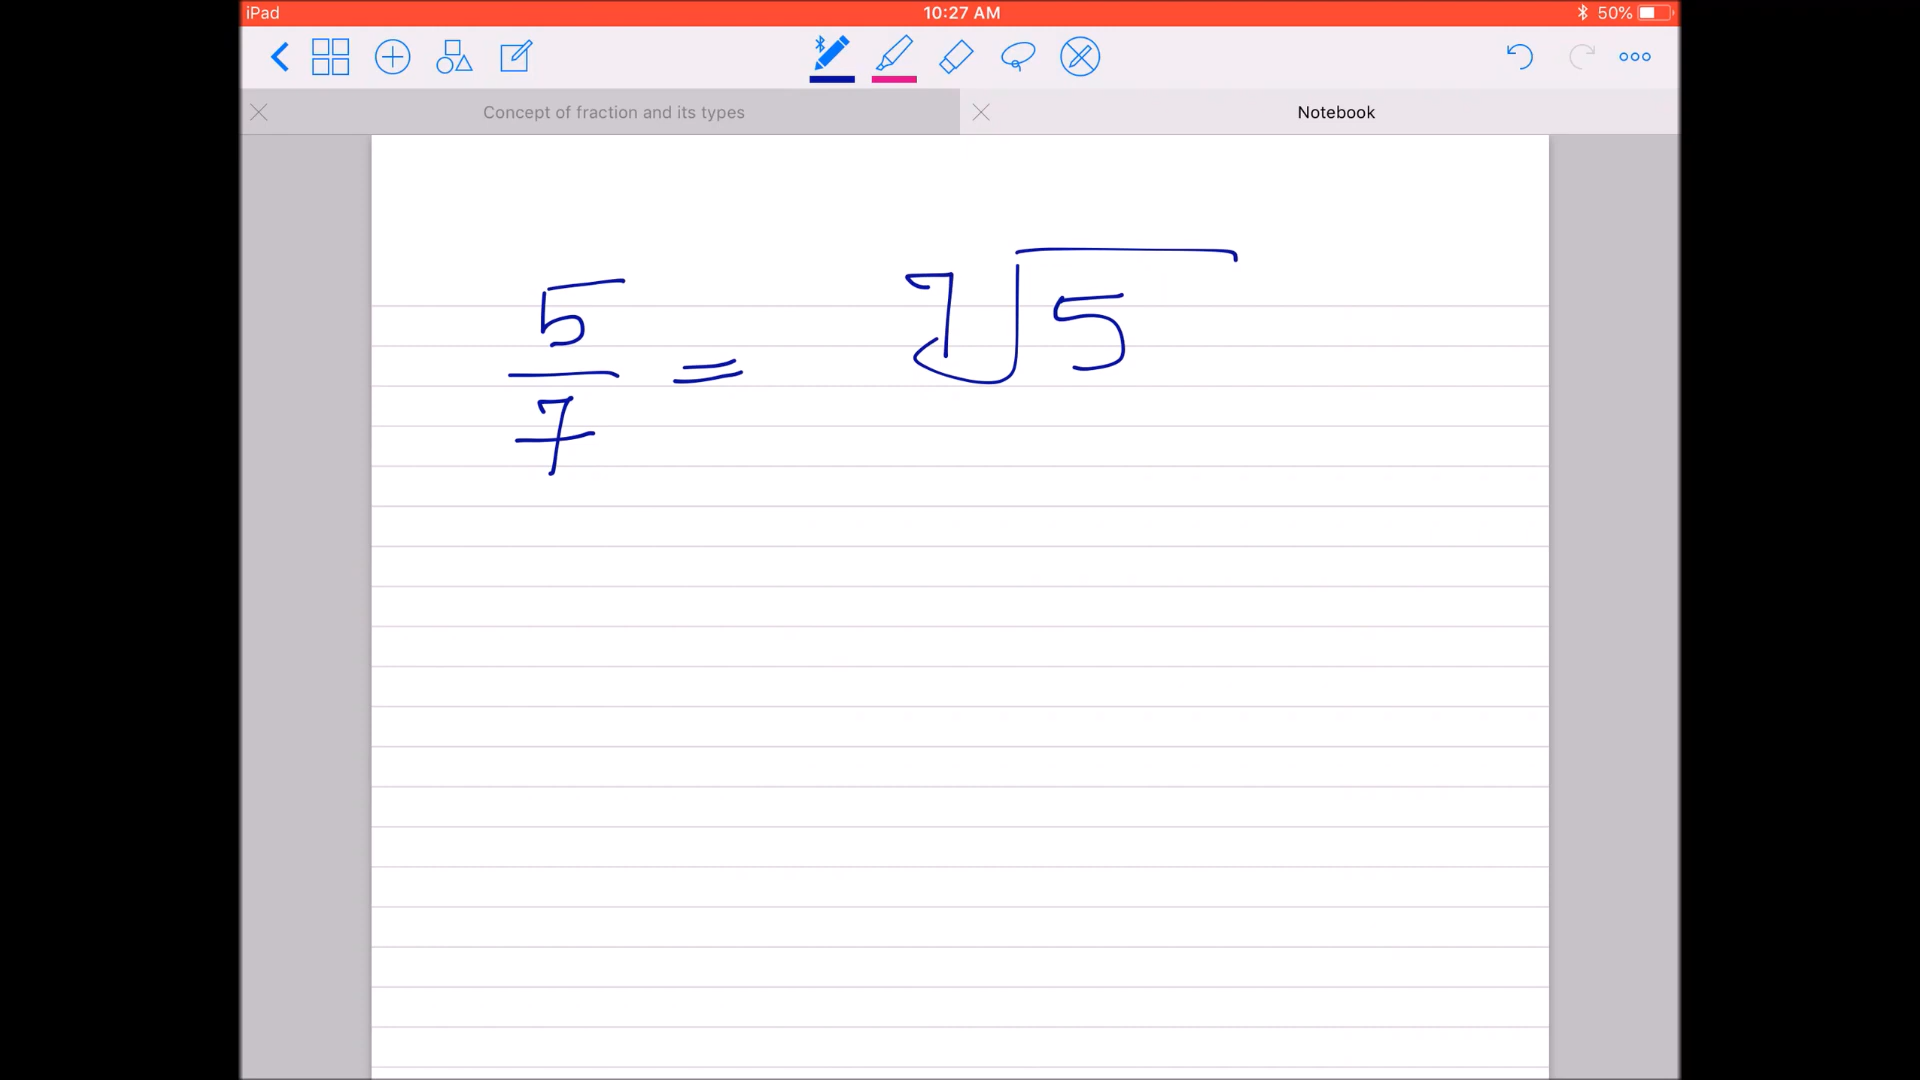 iPad 10:27 AM 50%
Concept of fraction and its types Notebook
5/7 = 7√5